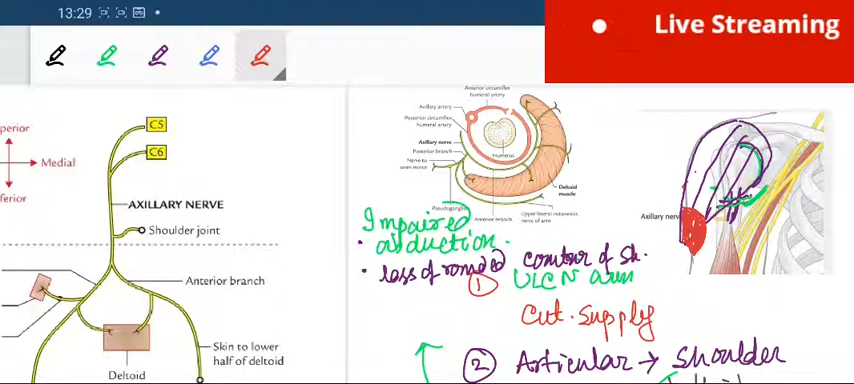 13:29
Live Streaming
perior
Medial
ferior
C5
C6
AXILLARY NERVE
Shoulder joint
Anterior branch
Skin to lower
half of deltoid
Deltoid
Anterior circumflex
humeral artery
Axillary artery
Posterior circumflex
humeral artery
Axillary nerve
Posterior branch
Nerve to
teres minor
Humerus
Deltoid
muscle
Pseudoganglion
Anterior branch
Upper lateral cutaneous
nerve of arm
Axillary nerve
Impaired
• abduction.
• loss of rounded contour of sh.
① ULCN arm
Cut. supply
② Articular → shoulder